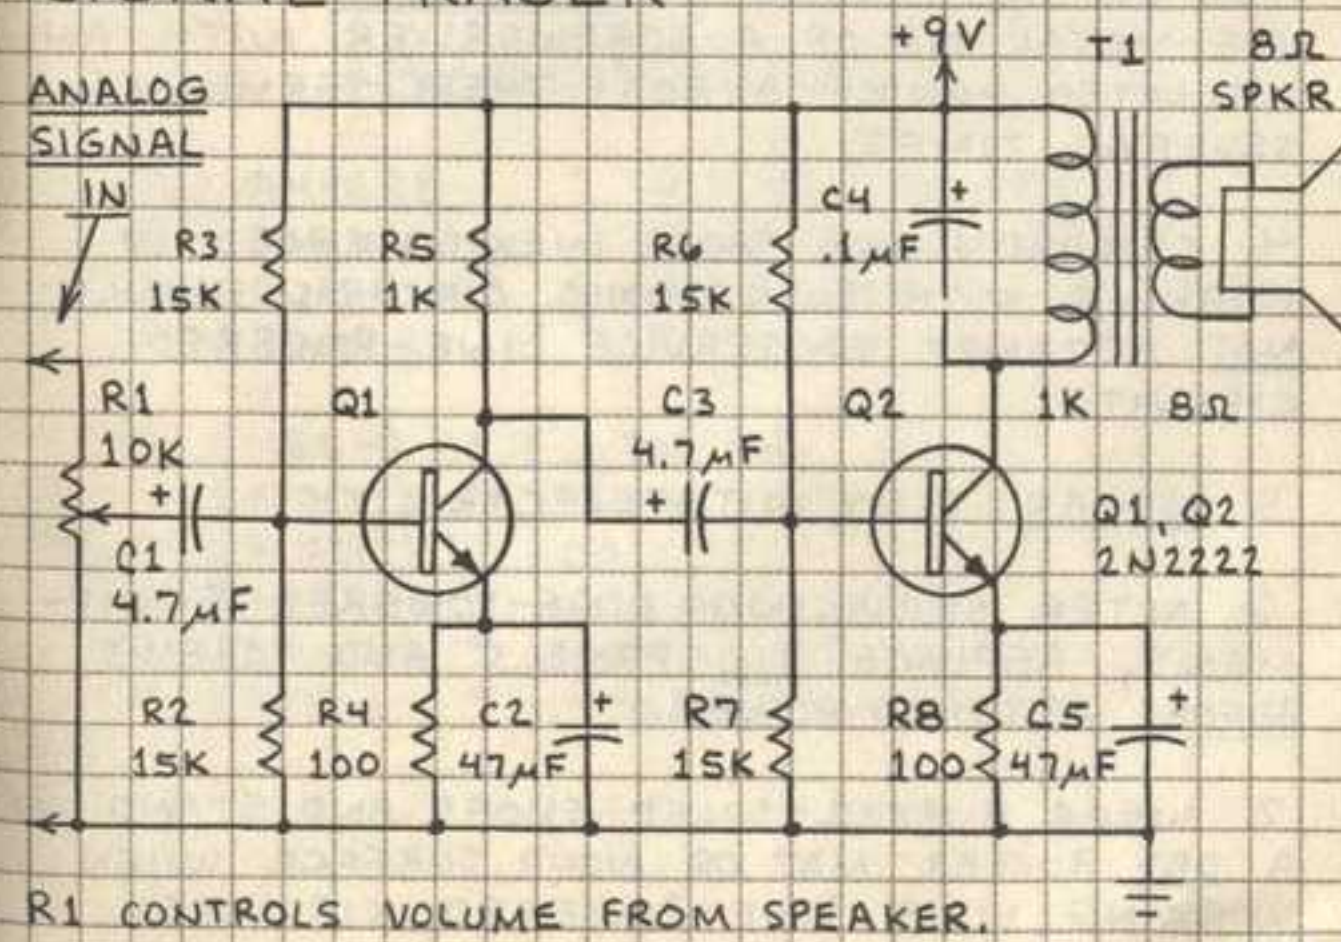 +9V
T1
8Ω
SPKR
ANALOG
SIGNAL
IN
R3
15K
R5
1K
R6
15K
C4
+
.1μF
R1
10K
Q1
C3
4.7μF
+
Q2
1K
8Ω
+
C1
4.7μF
Q1, Q2
2N2222
R2
15K
R4
100
C2
47μF
+
R7
15K
R8
100
C5
47μF
+
R1 CONTROLS VOLUME FROM SPEAKER.